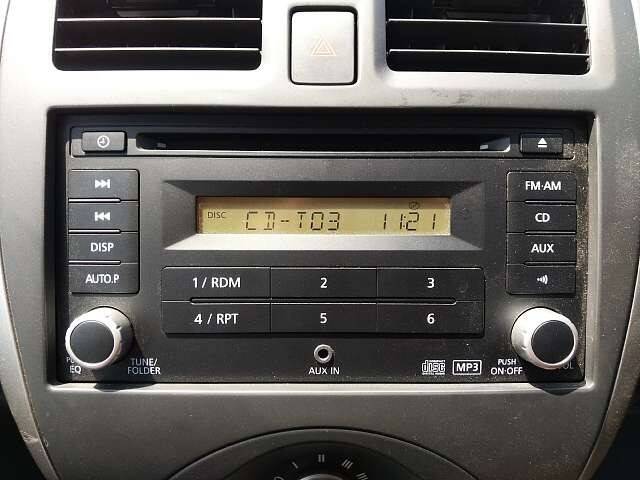 FM·AM
DISC CD-T03 11:21
CD
DISP
AUX
AUTO.P
1 / RDM 2 3
4 / RPT 5 6
TUNE/
FOLDER
EQ
AUX IN
MP3
PUSH
ON·OFF